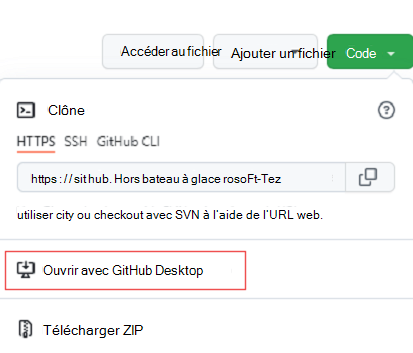 Accéder au fichier
Ajouter un fichier
Code
Clône
HTTPS SSH GitHub CLI
https://sithub. Hors bateau à glace rosoFt-Tez
utiliser city ou checkout avec SVN à l'aide de l'URL web.
Ouvrir avec GitHub Desktop
Télécharger ZIP